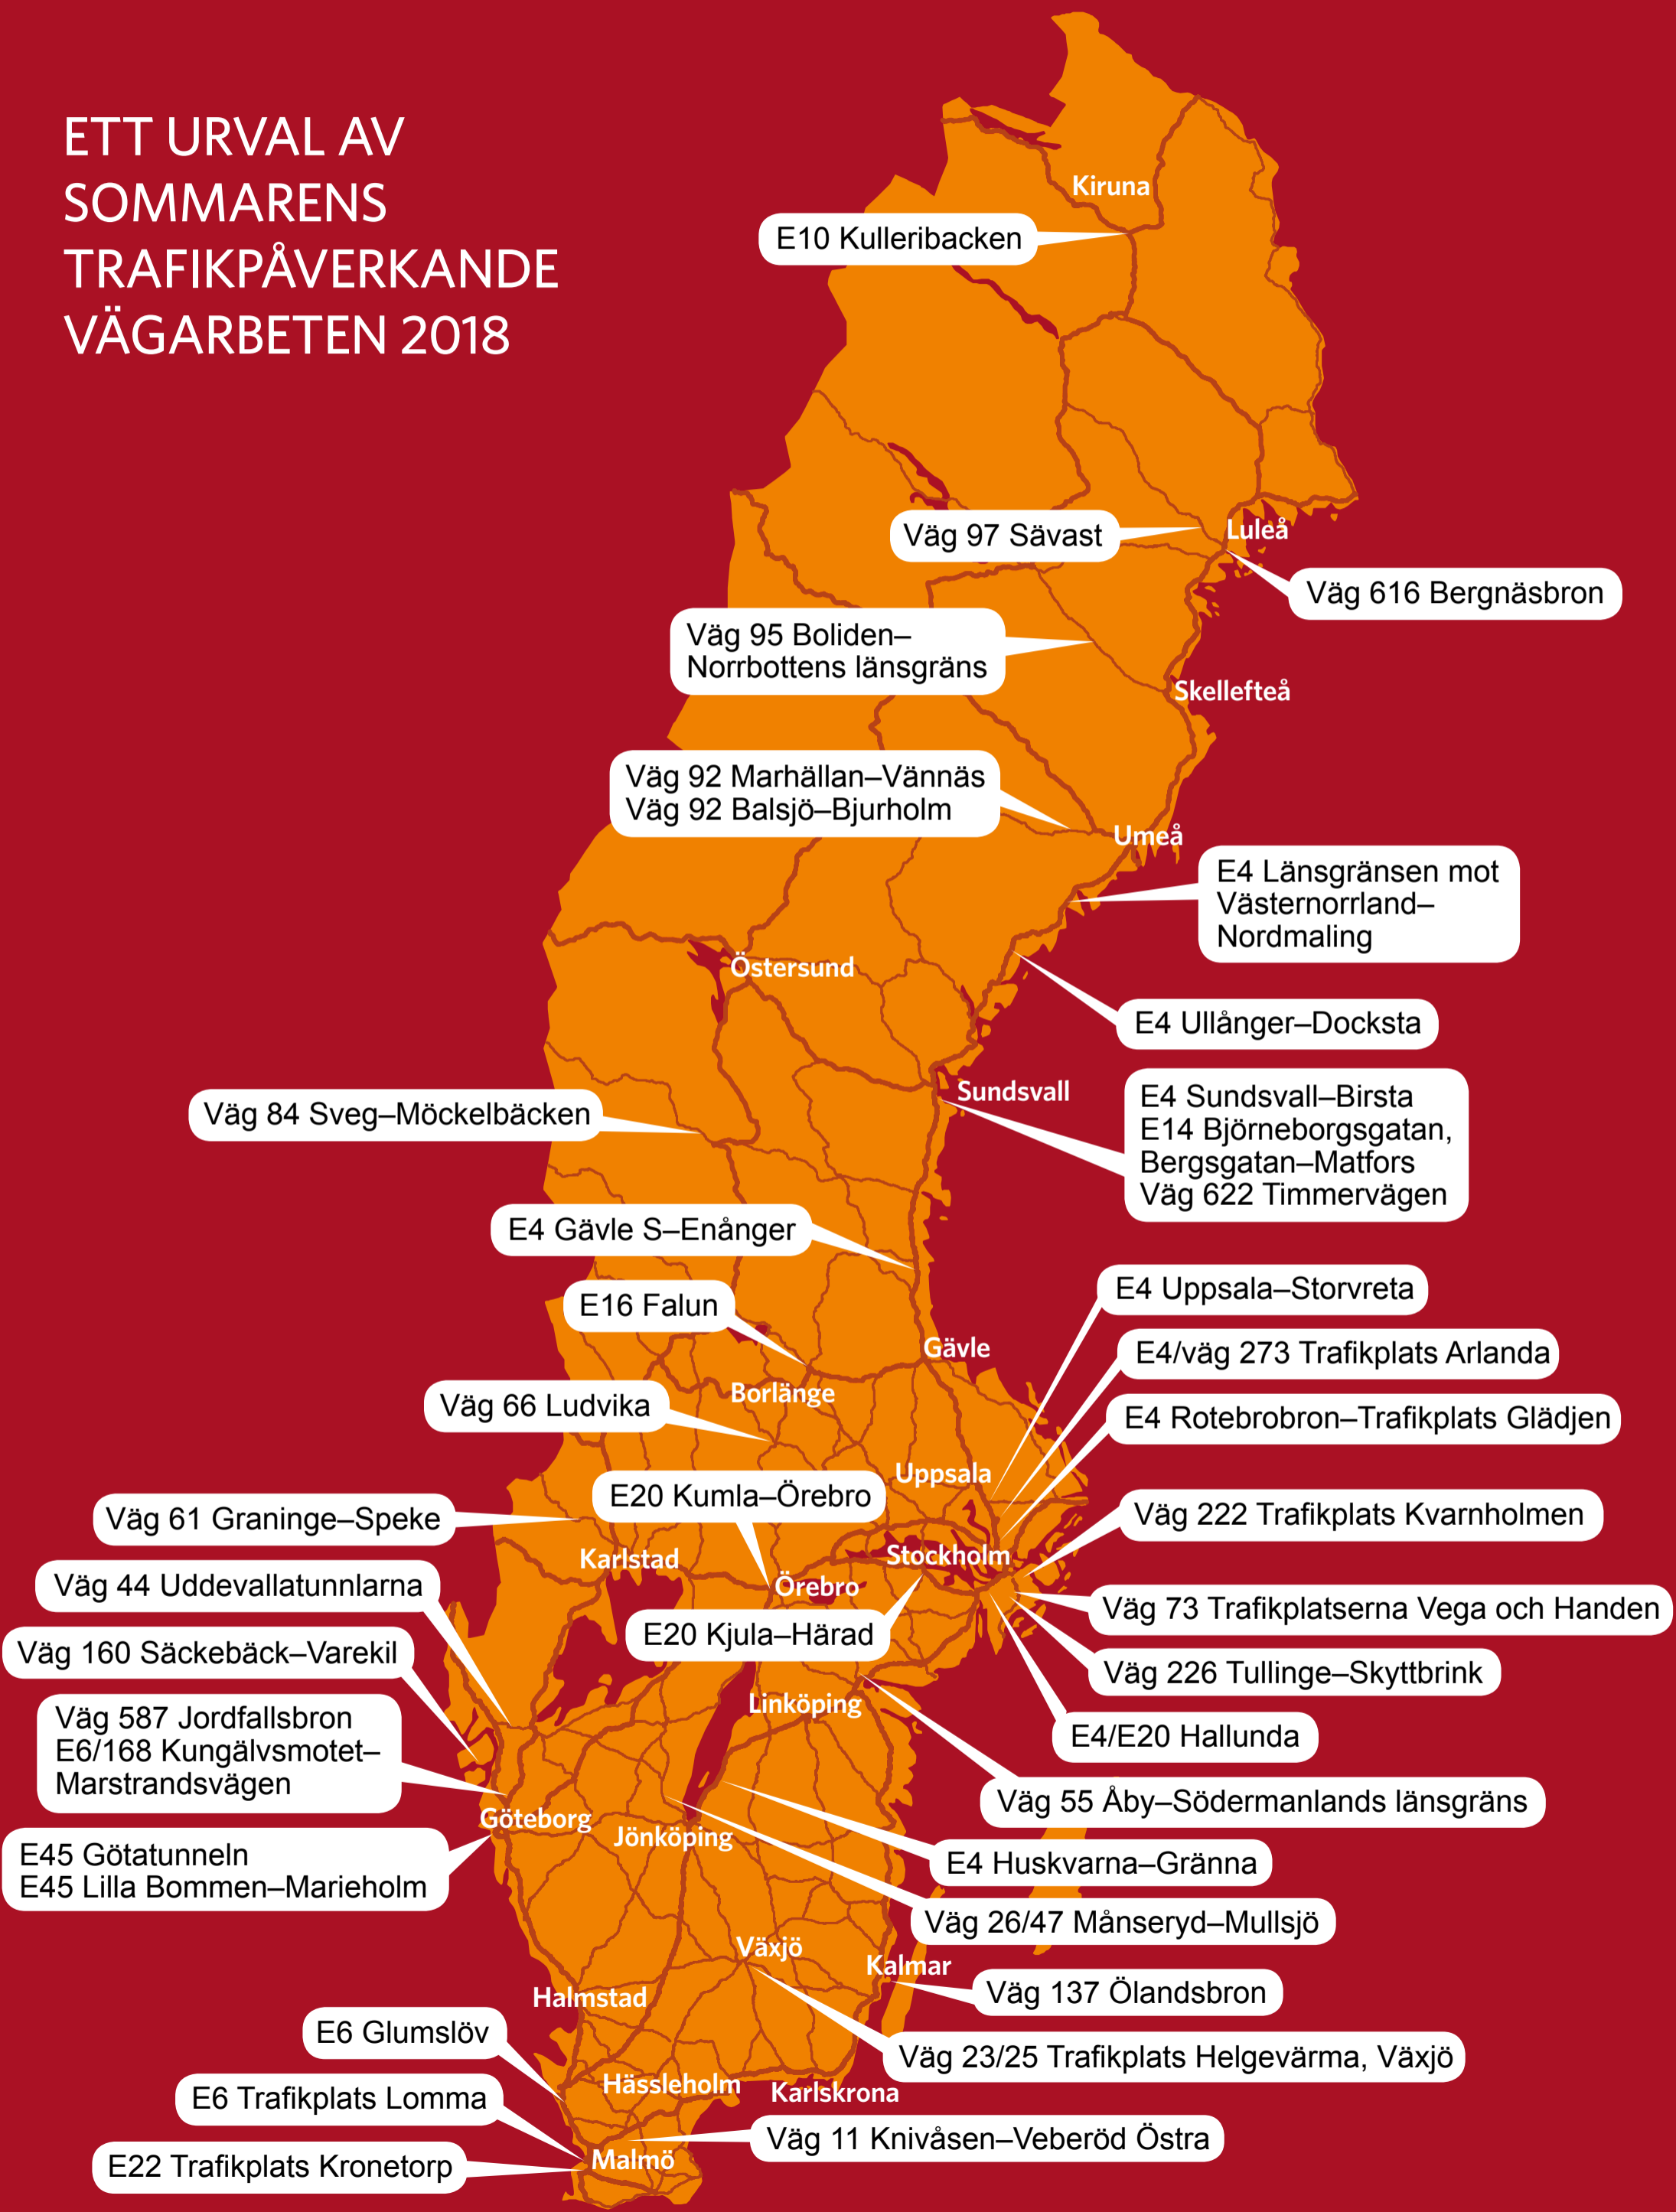 ETT URVAL AV
SOMMARENS
TRAFIKPÅVERKANDE
VÄGARBETEN 2018
Kiruna
E10 Kulleribacken
Väg 97 Sävast
Luleå
Väg 616 Bergnäsbron
Väg 95 Boliden–
Norrbottens länsgräns
Skellefteå
Väg 92 Marhällan–Vännäs
Väg 92 Balsjö–Bjurholm
Umeå
E4 Länsgränsen mot
Västernorrland–
Nordmaling
Östersund
E4 Ullånger–Docksta
Sundsvall
E4 Sundsvall–Birsta
E14 Björneborgsgatan,
Bergsgatan–Matfors
Väg 622 Timmervägen
Väg 84 Sveg–Möckelbäcken
E4 Gävle S–Enånger
E16 Falun
E4 Uppsala–Storvreta
Gävle
E4/väg 273 Trafikplats Arlanda
Borlänge
Väg 66 Ludvika
E4 Rotebrobron–Trafikplats Glädjen
Uppsala
E20 Kumla–Örebro
Väg 61 Graninge–Speke
Väg 222 Trafikplats Kvarnholmen
Karlstad
Stockholm
Väg 44 Uddevallatunnlarna
Örebro
Väg 73 Trafikplatserna Vega och Handen
E20 Kjula–Härad
Väg 160 Säckebäck–Varekil
Väg 226 Tullinge–Skyttbrink
Linköping
Väg 587 Jordfallsbron
E6/168 Kungälvsmotet–
Marstrandsvägen
E4/E20 Hallunda
Väg 55 Åby–Södermanlands länsgräns
Göteborg
Jönköping
E45 Götatunneln
E45 Lilla Bommen–Marieholm
E4 Huskvarna–Gränna
Väg 26/47 Månseryd–Mullsjö
Växjö
Kalmar
Väg 137 Ölandsbron
Halmstad
E6 Glumslöv
Väg 23/25 Trafikplats Helgevärma, Växjö
Hässleholm
Karlskrona
E6 Trafikplats Lomma
Väg 11 Knivåsen–Veberöd Östra
Malmö
E22 Trafikplats Kronetorp